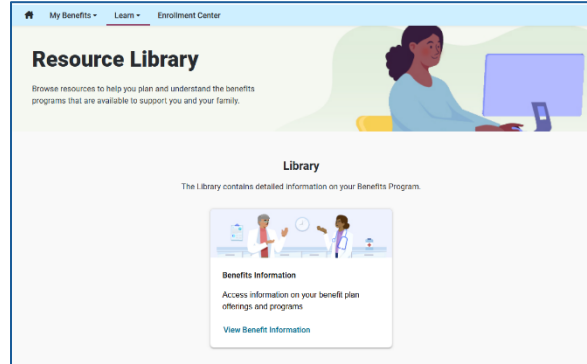 My Benefits Learn Enrollment Center
Resource Library
Browse resources to help you plan and understand the benefits
programs that are available to support you and your family.
Library
The Library contains detailed information on your Benefits Program.
Benefits Information
Access information on your benefit plan
offerings and programs
View Benefit Information